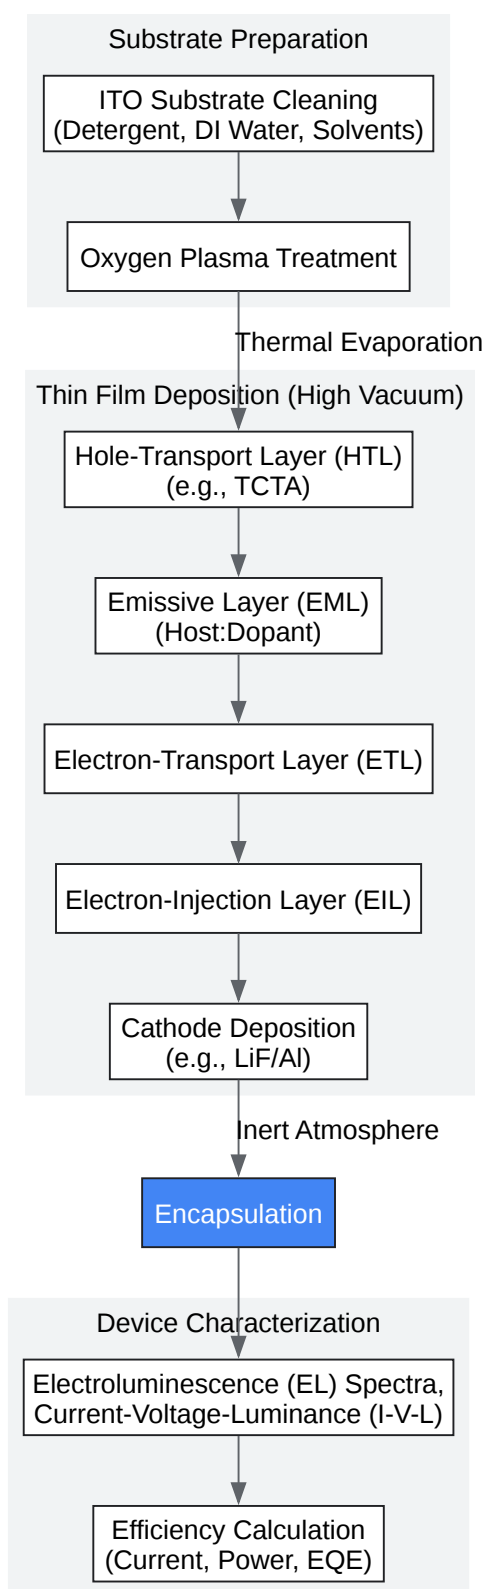 Substrate Preparation
ITO Substrate Cleaning
(Detergent, DI Water, Solvents)
Oxygen Plasma Treatment
Thermal Evaporation
Thin Film Deposition (High Vacuum)
Hole-Transport Layer (HTL)
(e.g., TCTA)
Emissive Layer (EML)
(Host:Dopant)
Electron-Transport Layer (ETL)
Electron-Injection Layer (EIL)
Cathode Deposition
(e.g., LiF/Al)
Inert Atmosphere
Encapsulation
Device Characterization
Electroluminescence (EL) Spectra,
Current-Voltage-Luminance (I-V-L)
Efficiency Calculation
(Current, Power, EQE)